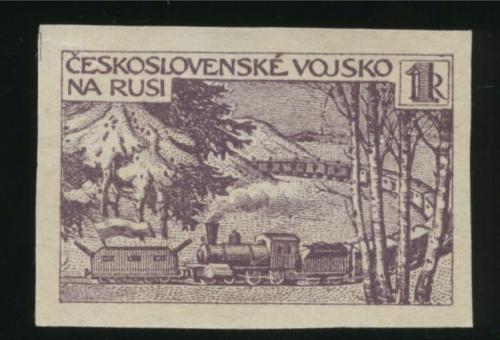 ČESKOSLOVENSKÉ VOJSKO
NA RUSI
1R